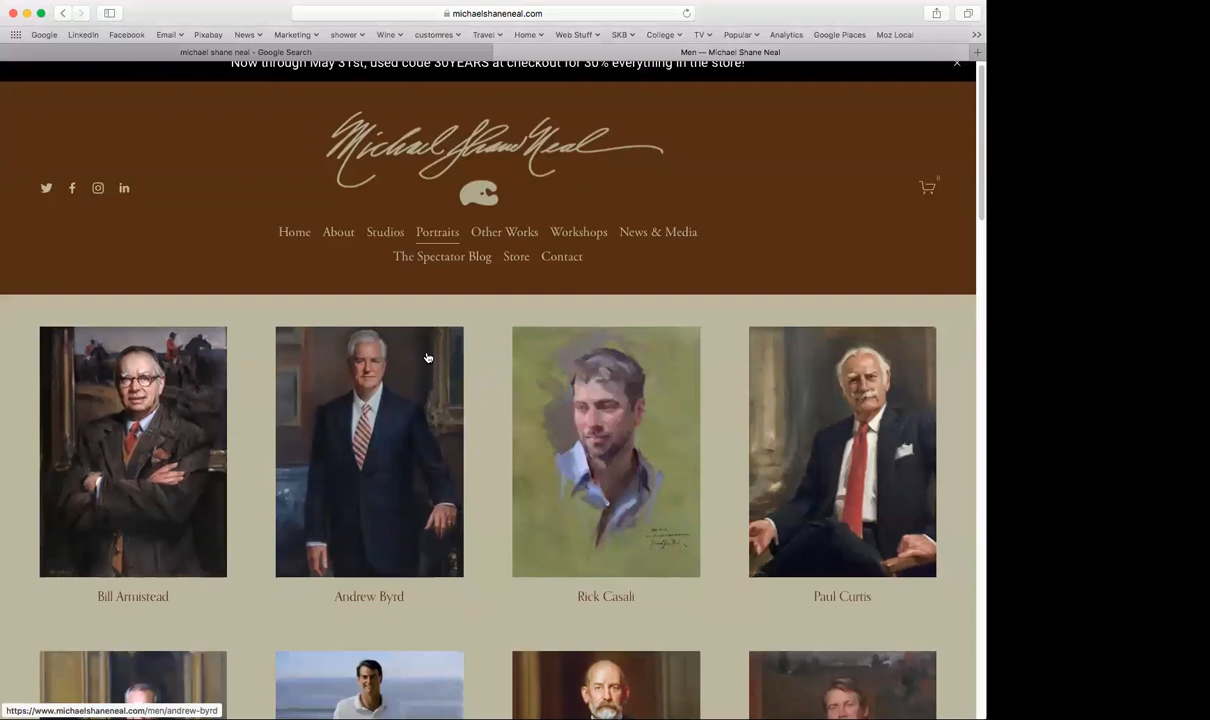 michaelshaneneal.com
Google LinkedIn Facebook Email Pixabay News Marketing shower Wine customres Travel Home Web Stuff SKB College TV Popular Analytics Google Places Moz Local
michael shane neal - Google Search
Men — Michael Shane Neal
Now through May 31st, used code 30YEARS at checkout for 30% everything in the store!
Michael Shane Neal
0
Home About Studios Portraits Other Works Workshops News & Media
The Spectator Blog Store Contact
Bill Armistead
Andrew Byrd
Rick Casali
Paul Curtis
https://www.michaelshaneneal.com/men/andrew-byrd